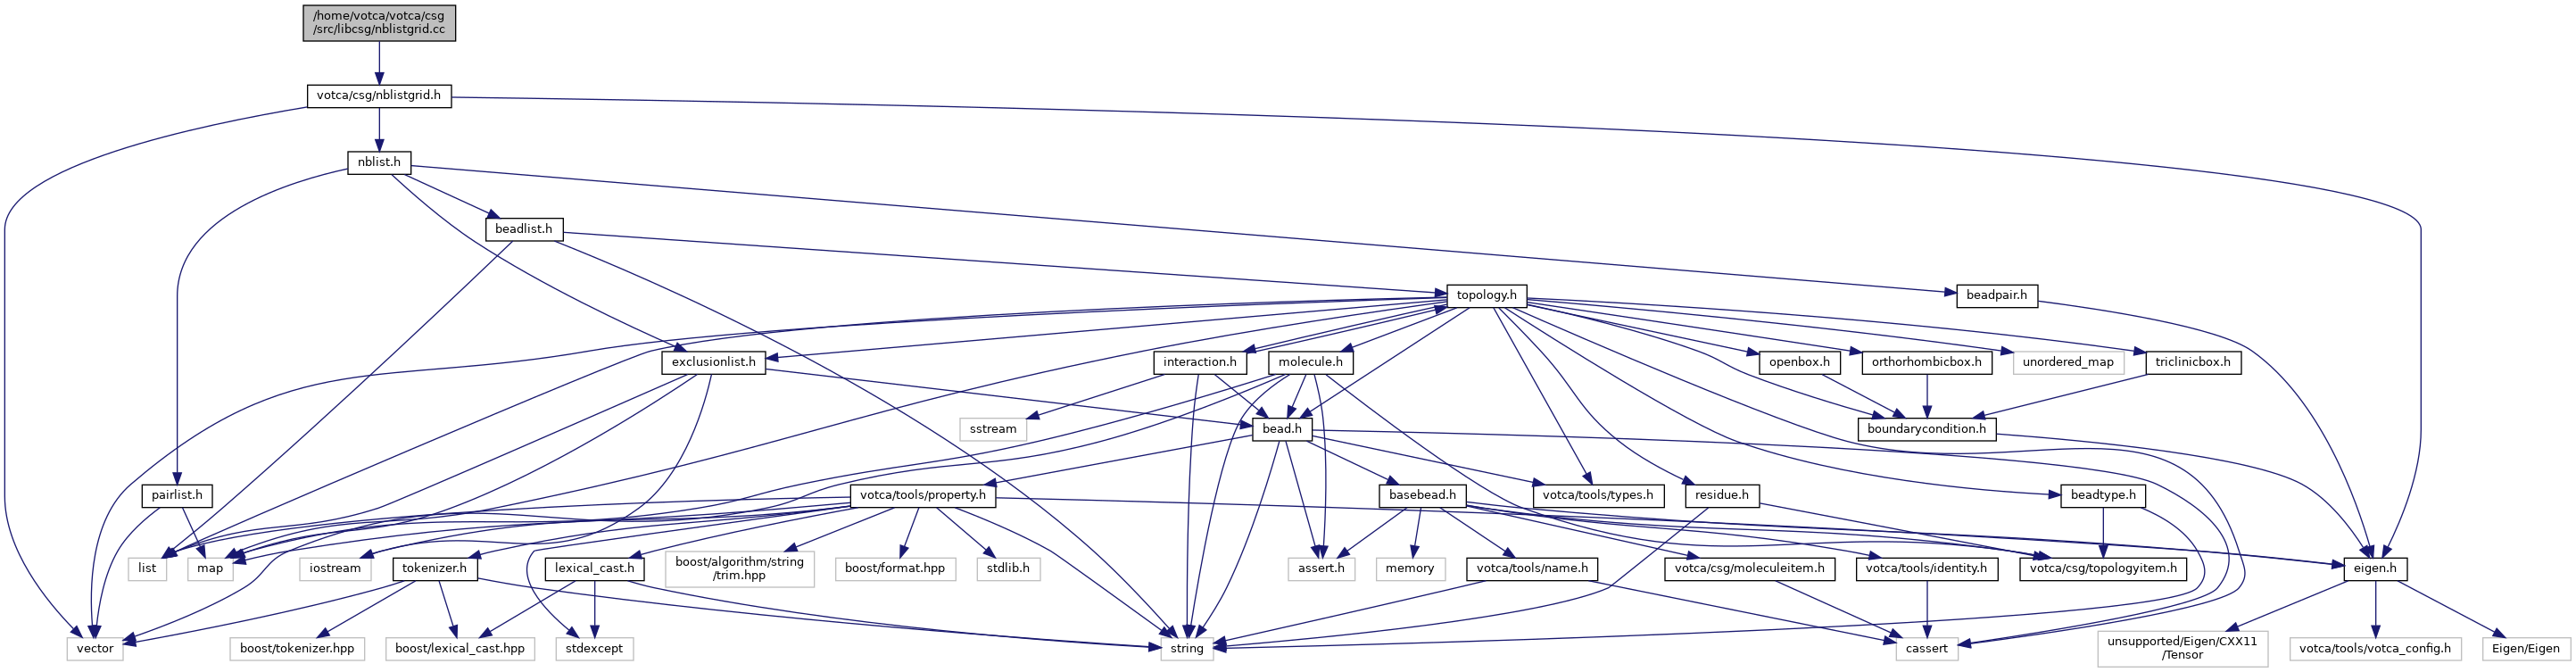 /home/votca/votca/csg
/src/libcsg/nblistgrid.cc
votca/csg/nblistgrid.h
nblist.h
beadlist.h
topology.h
beadpair.h
exclusionlist.h
interaction.h
molecule.h
openbox.h
orthorhombicbox.h
unordered_map
triclinicbox.h
sstream
bead.h
boundarycondition.h
pairlist.h
votca/tools/property.h
basebead.h
votca/tools/types.h
residue.h
beadtype.h
list
map
iostream
tokenizer.h
lexical_cast.h
boost/algorithm/string
/trim.hpp
boost/format.hpp
stdlib.h
assert.h
memory
votca/tools/name.h
votca/csg/moleculeitem.h
votca/tools/identity.h
votca/csg/topologyitem.h
eigen.h
vector
boost/tokenizer.hpp
boost/lexical_cast.hpp
stdexcept
string
cassert
unsupported/Eigen/CXX11
/Tensor
votca/tools/votca_config.h
Eigen/Eigen